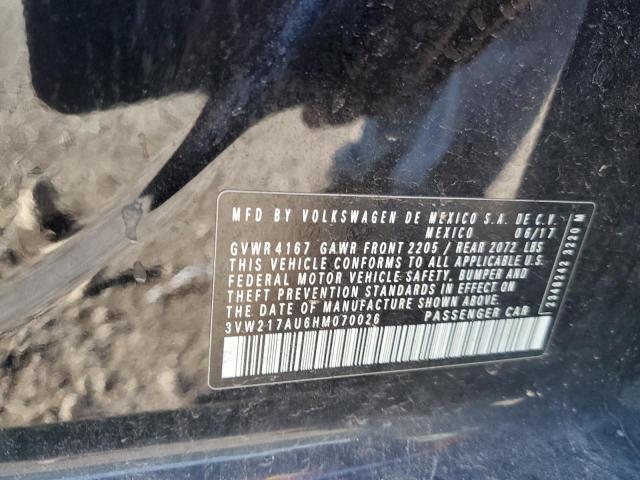 MFD BY VOLKSWAGEN DE MEXICO S.A. DE C.V.
MEXICO 06/17
GVWR 4167 GAWR FRONT 2205 / REAR 2072 LBS
THIS VEHICLE CONFORMS TO ALL APPLICABLE U.S.
FEDERAL MOTOR VEHICLE SAFETY, BUMPER AND
THEFT PREVENTION STANDARDS IN EFFECT ON
THE DATE OF MANUFACTURE SHOWN ABOVE.
3VW217AU6HM070026 PASSENGER CAR